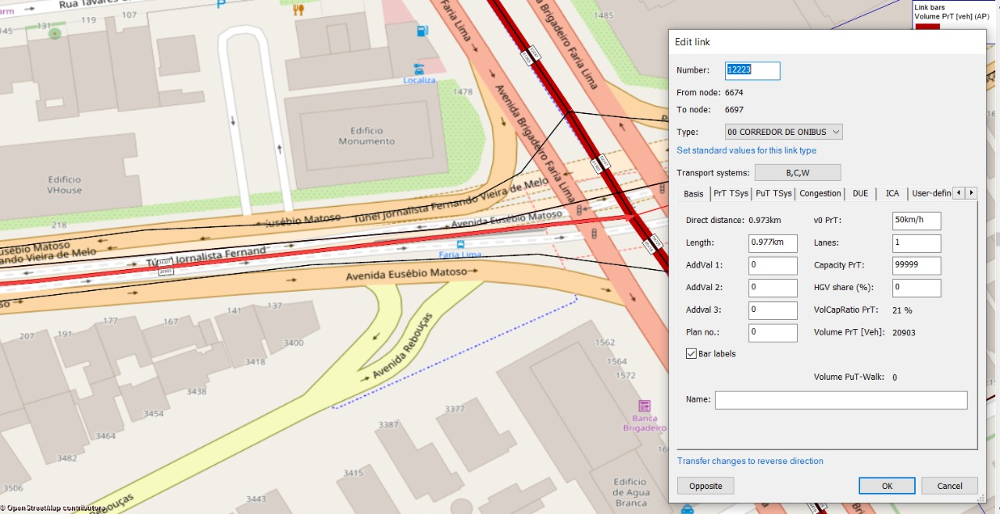 Rua Tavares
arm
107
119
131
145
P
1485
Link bars
Volume PrT [veh] (AP)
Faria Lima
Avenida Brigadeiro Faria Lima
Localiza
1478
Edifício
Monumento
Avenida Brigadeiro Faria Lima
Edifício
VHouse
218
Eusébio Matoso
Túnel Jornalista Fernando Vieira de Melo
Avenida Eusébio Matoso
usébio Matoso
ando Vieira de Melo
Túnel Jornalista Fernand
Faria Lima
Avenida Eusébio Matoso
so
137
141
167
177
191
207
3400
3418
3438
3454
3464
3482
3506
Avenida Rebouças
1562
1564
1572
3377
3387
3415
3443
Banca
Brigadeiro
Edifício
de Agua
Branca
© OpenStreetMap contributors
Edit link
Number: 12223
From node: 6674
To node: 6697
Type: 00 CORREDOR DE ONIBUS
Set standard values for this link type
Transport systems: B,C,W
Basis PrT TSys PuT TSys Congestion DUE ICA User-defin
Direct distance: 0.973km v0 PrT: 50km/h
Length: 0.977km Lanes: 1
AddVal 1: 0 Capacity PrT: 99999
AddVal 2: 0 HGV share (%): 0
Addval 3: 0 VolCapRatio PrT: 21 %
Plan no.: 0 Volume PrT [Veh]: 20903
Bar labels
Volume PuT-Walk: 0
Name:
Transfer changes to reverse direction
Opposite OK Cancel